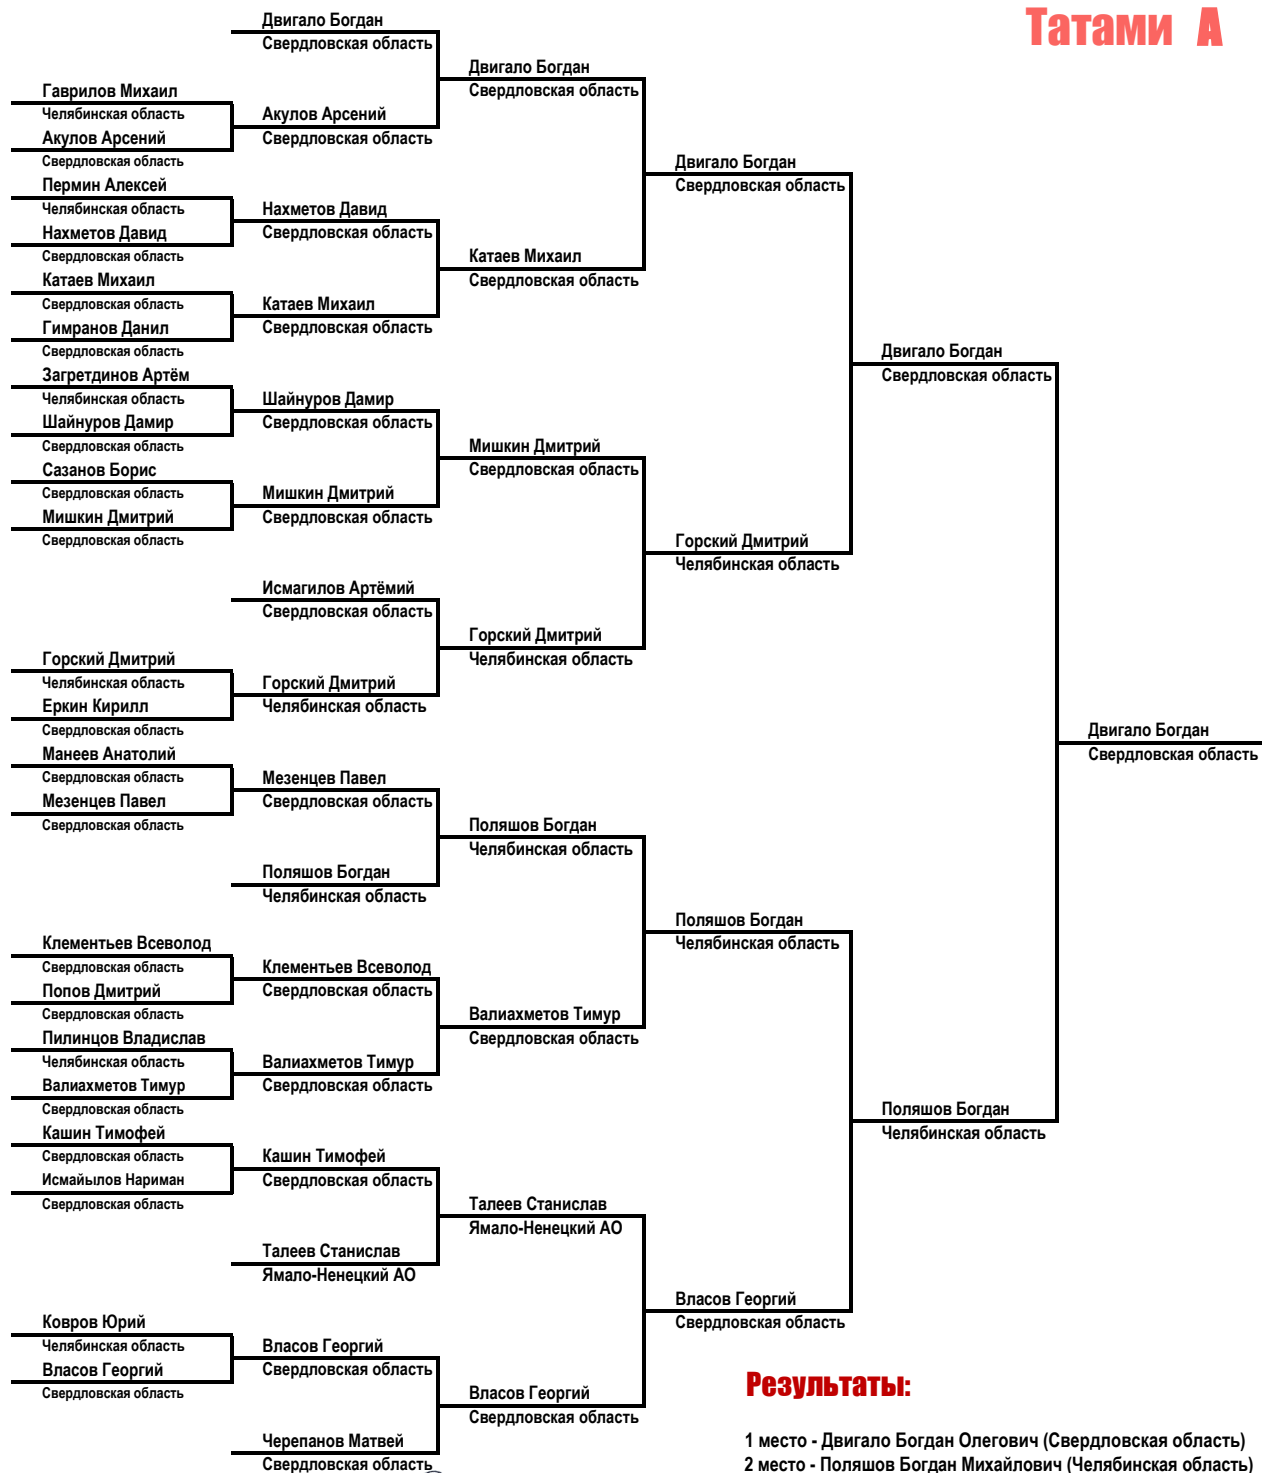 Татами А
Двигало Богдан
Свердловская область
Двигало Богдан
Свердловская область
Гаврилов Михаил
Челябинская область
Акулов Арсений
Свердловская область
Акулов Арсений
Свердловская область
Двигало Богдан
Свердловская область
Пермин Алексей
Челябинская область
Нахметов Давид
Свердловская область
Нахметов Давид
Свердловская область
Катаев Михаил
Свердловская область
Катаев Михаил
Свердловская область
Катаев Михаил
Свердловская область
Гимранов Данил
Свердловская область
Двигало Богдан
Свердловская область
Загретдинов Артём
Челябинская область
Шайнуров Дамир
Свердловская область
Шайнуров Дамир
Свердловская область
Мишкин Дмитрий
Свердловская область
Сазанов Борис
Свердловская область
Мишкин Дмитрий
Свердловская область
Мишкин Дмитрий
Свердловская область
Горский Дмитрий
Челябинская область
Исмагилов Артёмий
Свердловская область
Горский Дмитрий
Челябинская область
Горский Дмитрий
Челябинская область
Горский Дмитрий
Челябинская область
Еркин Кирилл
Свердловская область
Двигало Богдан
Свердловская область
Манеев Анатолий
Свердловская область
Мезенцев Павел
Свердловская область
Мезенцев Павел
Свердловская область
Поляшов Богдан
Челябинская область
Поляшов Богдан
Челябинская область
Поляшов Богдан
Челябинская область
Клементьев Всеволод
Свердловская область
Клементьев Всеволод
Свердловская область
Попов Дмитрий
Свердловская область
Валиахметов Тимур
Свердловская область
Пилинцов Владислав
Челябинская область
Валиахметов Тимур
Свердловская область
Валиахметов Тимур
Свердловская область
Поляшов Богдан
Челябинская область
Кашин Тимофей
Свердловская область
Кашин Тимофей
Свердловская область
Исмайылов Нариман
Свердловская область
Талеев Станислав
Ямало-Ненецкий АО
Талеев Станислав
Ямало-Ненецкий АО
Власов Георгий
Свердловская область
Ковров Юрий
Челябинская область
Власов Георгий
Свердловская область
Власов Георгий
Свердловская область
Власов Георгий
Свердловская область
Черепанов Матвей
Свердловская область
Результаты:
1 место - Двигало Богдан Олегович (Свердловская область)
2 место - Поляшов Богдан Михайлович (Челябинская область)